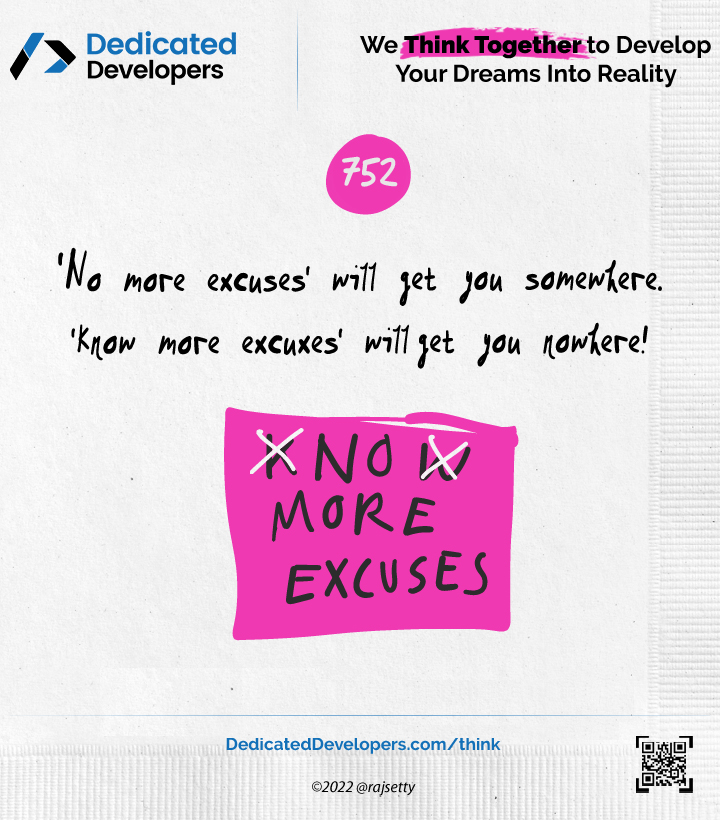 Dedicated
Developers
We Think Together to Develop
Your Dreams Into Reality
752
'No more excuses' will get you somewhere.
'Know more excuxes' will get you nowhere!
KNOW
MORE
EXCUSES
DedicatedDevelopers.com/think
©2022 @rajsetty